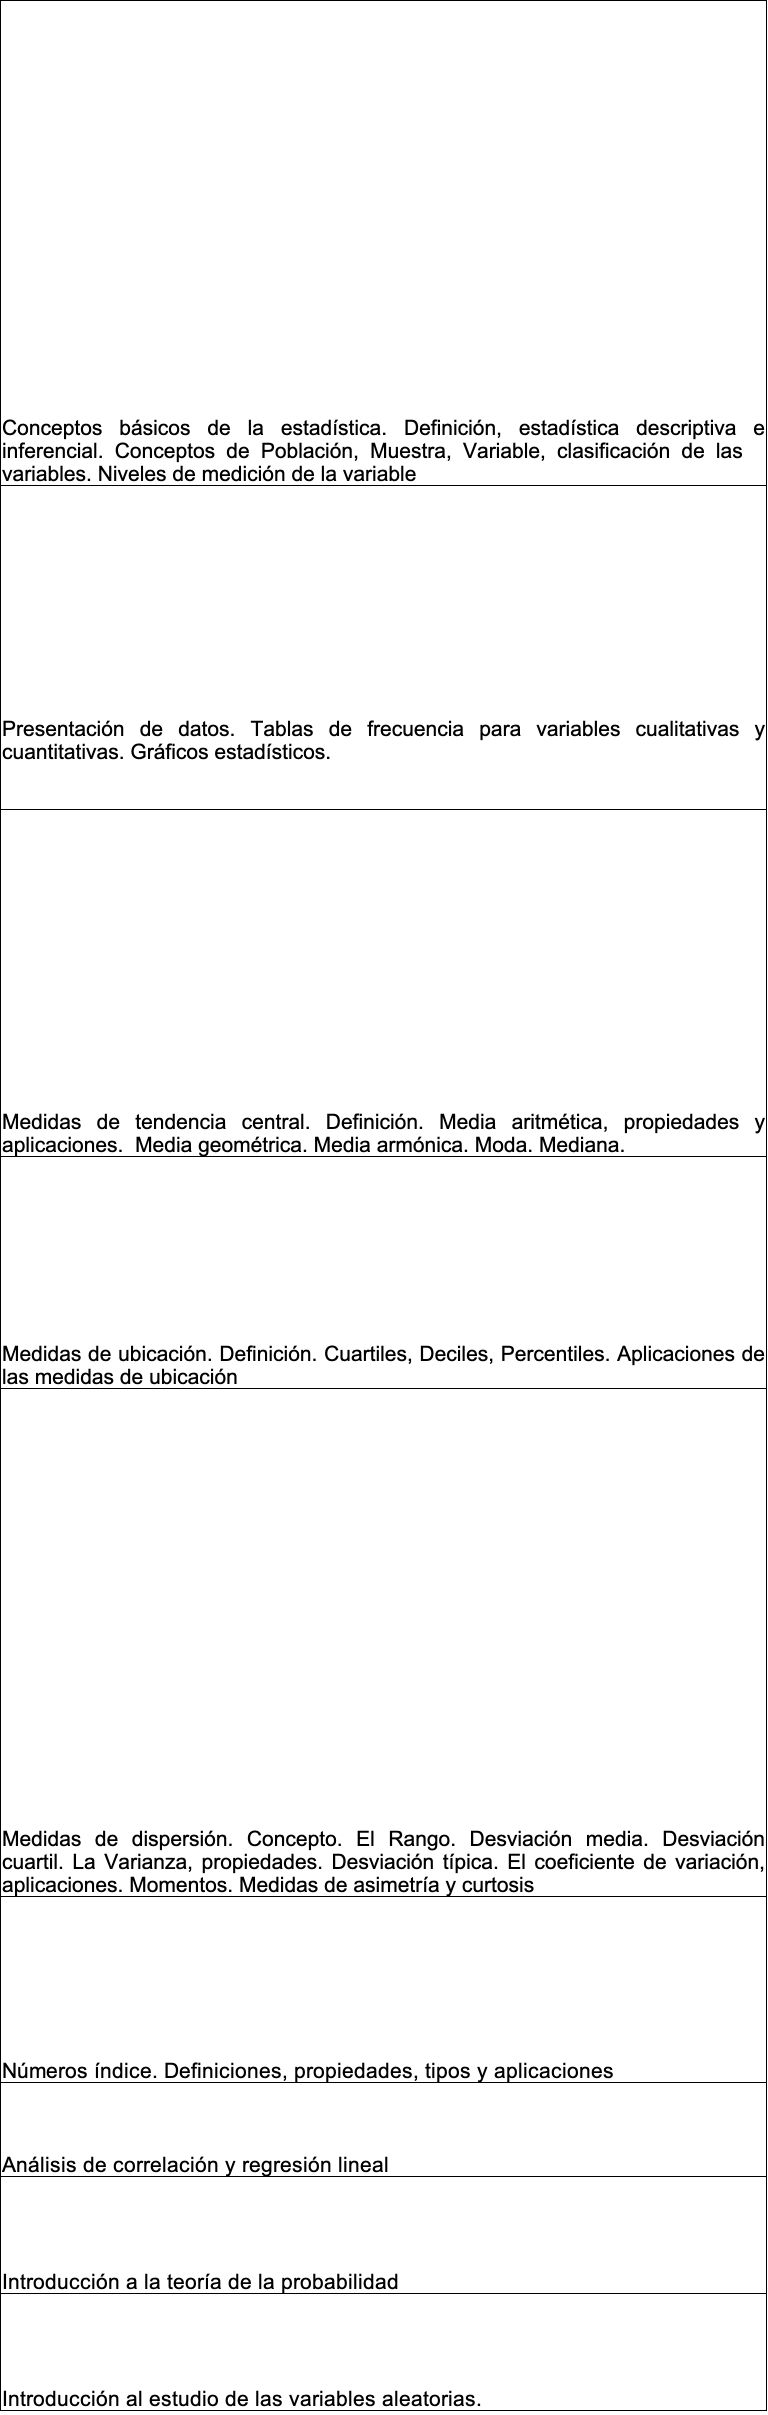 Conceptos básicos de la estadística. Definición, estadística descriptiva e
inferencial. Conceptos de Población, Muestra, Variable, clasificación de las
variables. Niveles de medición de la variable
Presentación de datos. Tablas de frecuencia para variables cualitativas y
cuantitativas. Gráficos estadísticos.
Medidas de tendencia central. Definición. Media aritmética, propiedades y
aplicaciones.  Media geométrica. Media armónica. Moda. Mediana.
Medidas de ubicación. Definición. Cuartiles, Deciles, Percentiles. Aplicaciones de
las medidas de ubicación
Medidas de dispersión. Concepto. El Rango. Desviación media. Desviación
cuartil. La Varianza, propiedades. Desviación típica. El coeficiente de variación,
aplicaciones. Momentos. Medidas de asimetría y curtosis
Números índice. Definiciones, propiedades, tipos y aplicaciones
Análisis de correlación y regresión lineal
Introducción a la teoría de la probabilidad
Introducción al estudio de las variables aleatorias.